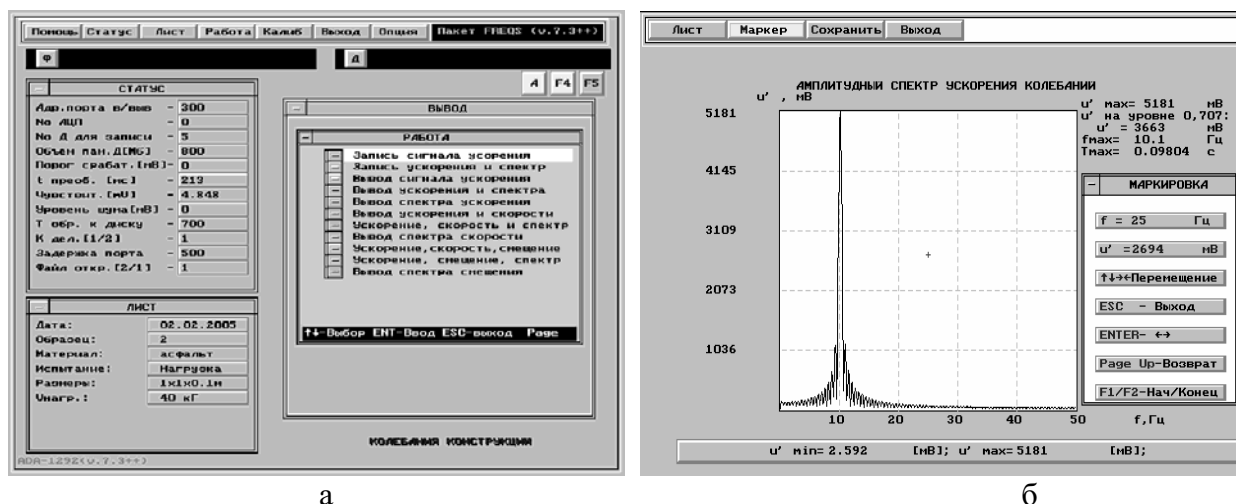 Помощь Статус Лист Работа Калиб Выход Опция Пакет FREQS (v.7.3++)
φ Д
A F4 F5
СТАТУС
Адр.порта в/выв - 300
No АЦП - 0
No Д для записи - 5
Объем пам.Д[МБ] - 800
Порог срабат.[мВ]- 0
t преоб. [мс] - 213
Чувствит. [мU] - 4.848
Уровень шума[мВ] - 0
T обр. к диску - 700
К дел.[1/2] - 1
Задержка порта - 500
Файл откр.[2/1] - 1
ЛИСТ
Дата: 02.02.2005
Образец: 2
Материал: асфальт
Испытание: Нагрузка
Размеры: 1x1x0.1м
Vнагр.: 40 кГ
ADA-1292(v.7.3++)
ВЫВОД
РАБОТА
Запись сигнала усорения
Запись ускорения и спектр
Вывод сигнала ускорения
Вывод ускорения и спектра
Вывод спектра ускорения
Вывод ускорения и скорости
Ускорение, скорость и спектр
Вывод спектра скорости
Ускорение,скорость,смещение
Ускорение, смещение, спектр
Вывод спектра смешения
↑↓-Выбор ENT-Ввод ESC-выход Page
КОЛЕБАНИЯ КОНСТРУКЦИИ
а
Лист Маркер Сохранить Выход
АМПЛИТУДНЫЙ СПЕКТР УСКОРЕНИЯ КОЛЕБАНИИ
u' , мВ
5181
4145
3109
2073
1036
10 20 30 40 50 f,Гц
u' max= 5181 мВ
u' на уровне 0,707:
u' = 3663 мВ
fmax= 10.1 Гц
Tmax= 0.09804 с
МАРКИРОВКА
f = 25 Гц
u' =2694 мВ
↑↓→←Перемещение
ESC - Выход
ENTER- ↔
Page Up-Возврат
F1/F2-Нач/Конец
u' min= 2.592 [мВ]; u' max= 5181 [мВ];
б